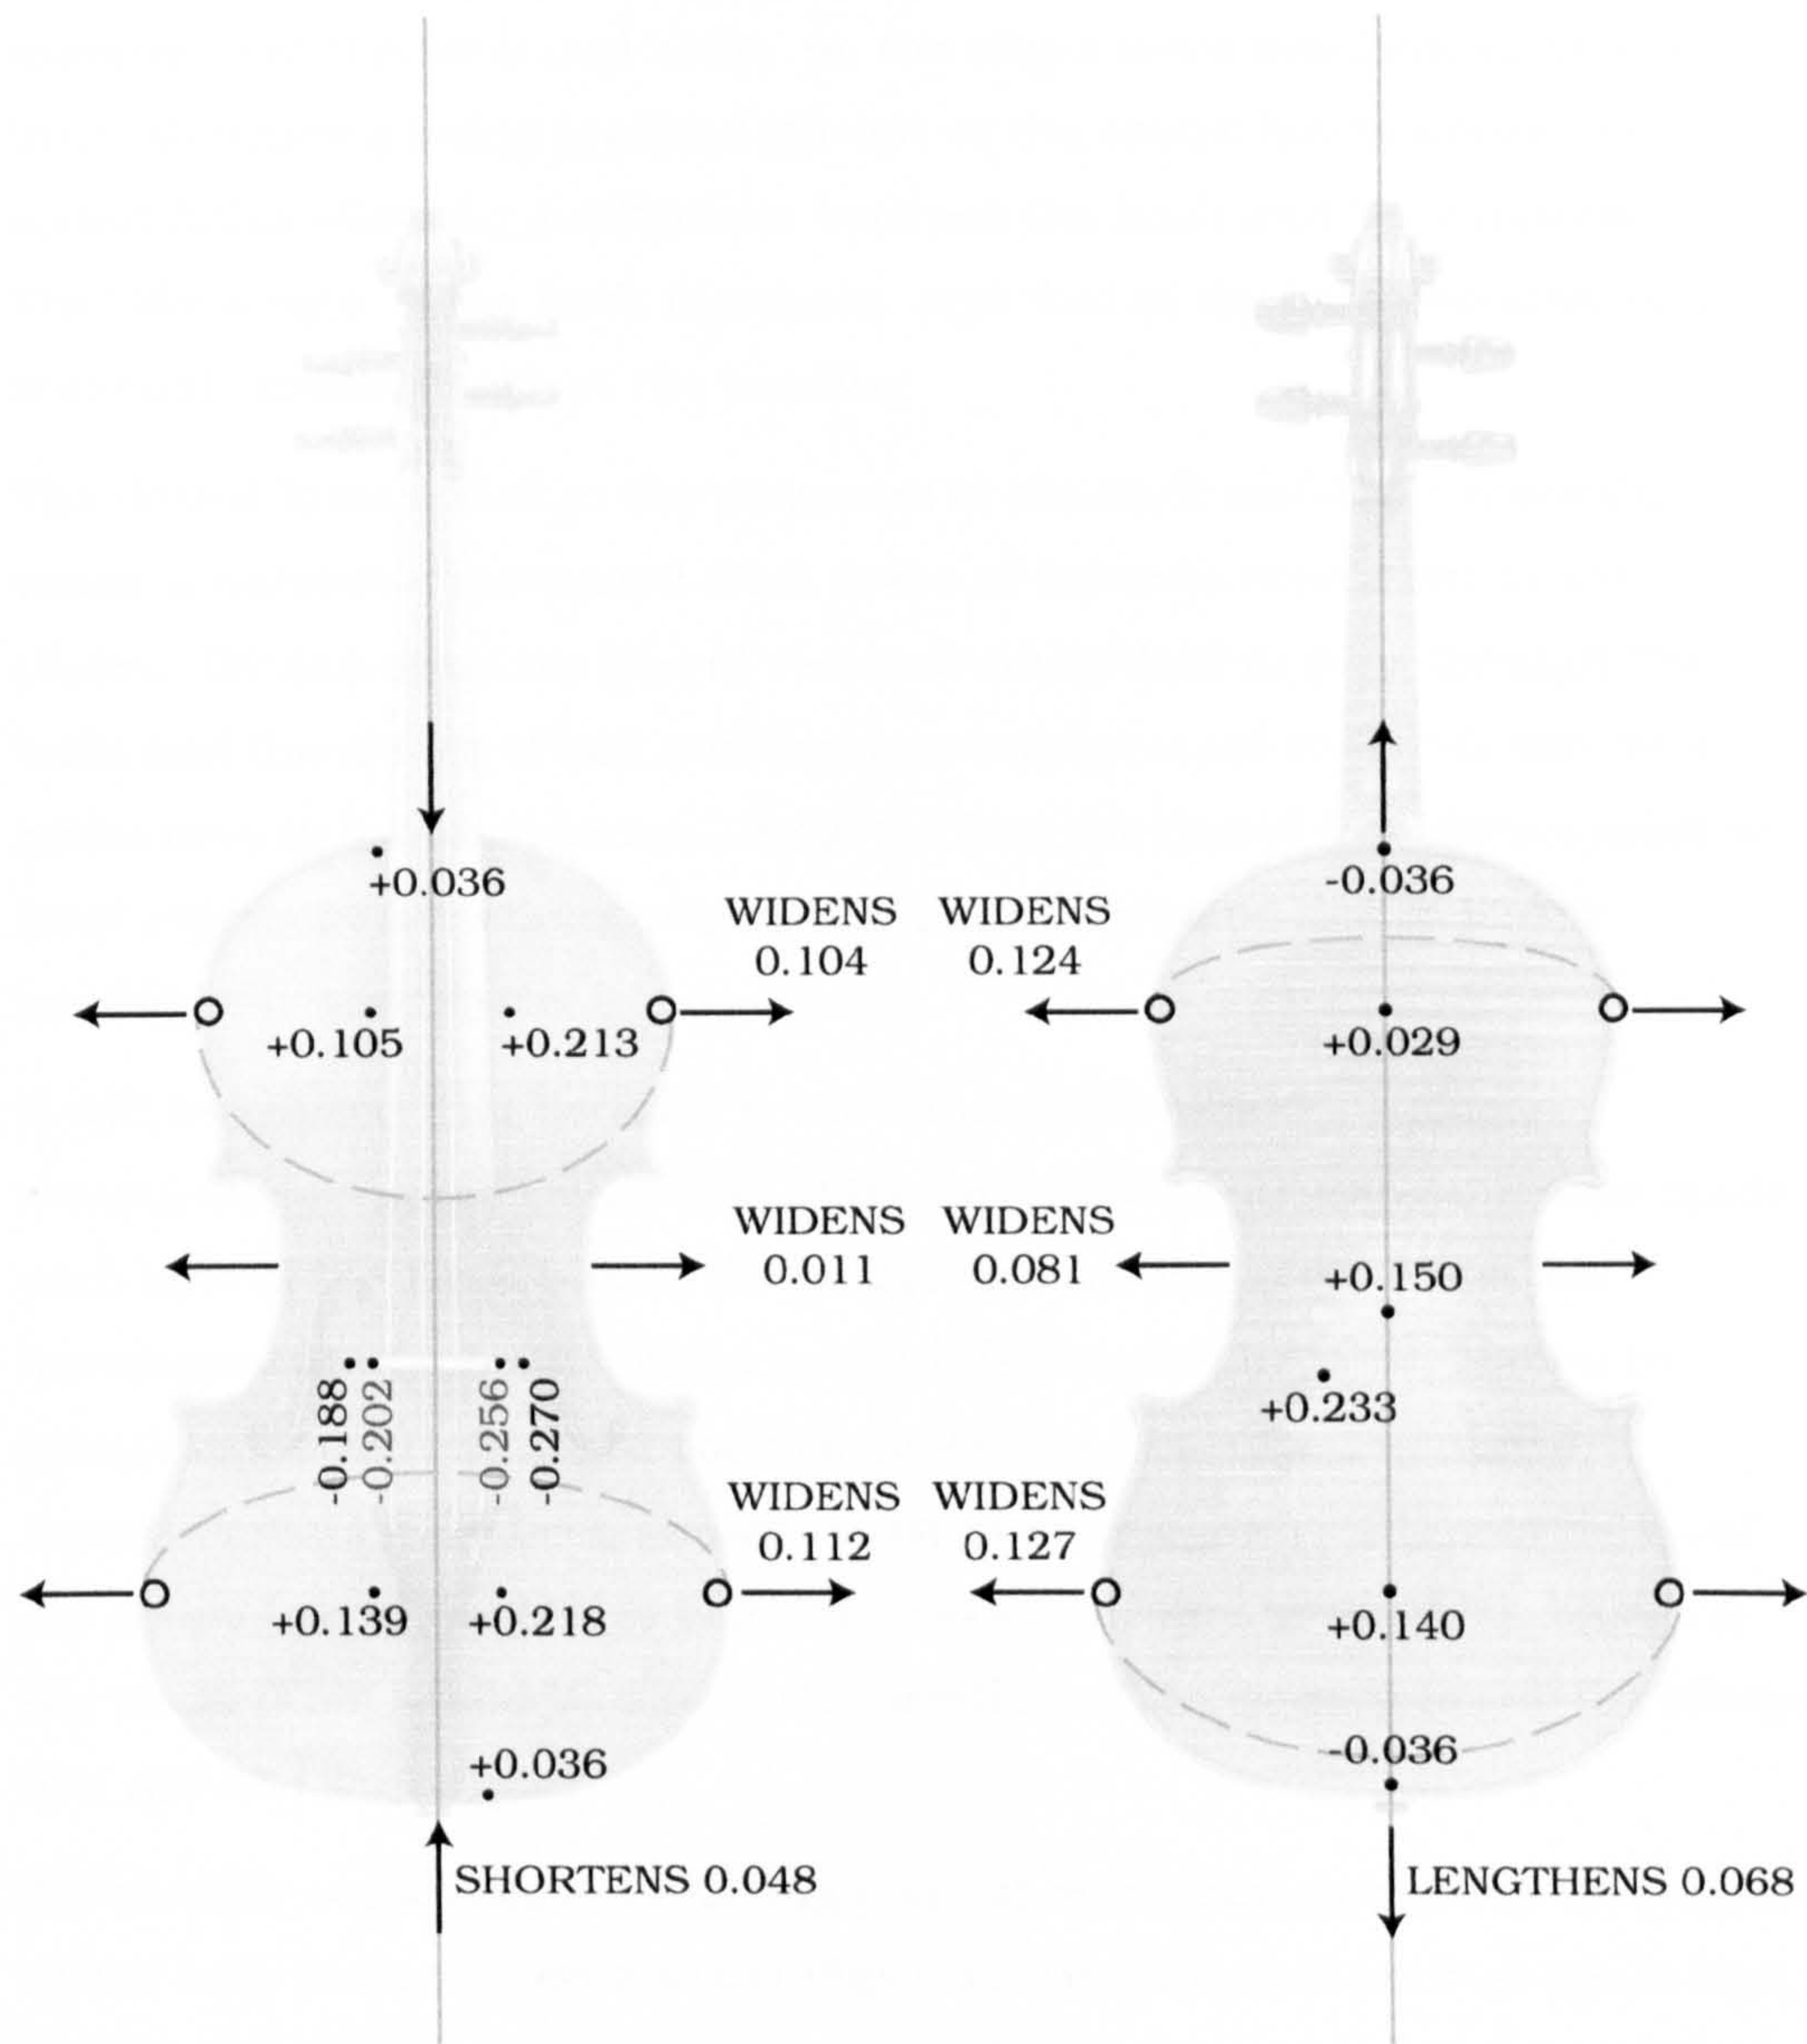 +0.036
-0.036
WIDENS
0.104
WIDENS
0.124
+0.105
+0.213
+0.029
WIDENS
0.011
WIDENS
0.081
+0.150
-0.188
-0.202
-0.256
-0.270
+0.233
WIDENS
0.112
WIDENS
0.127
+0.139
+0.218
+0.140
+0.036
-0.036
SHORTENS 0.048
LENGTHENS 0.068